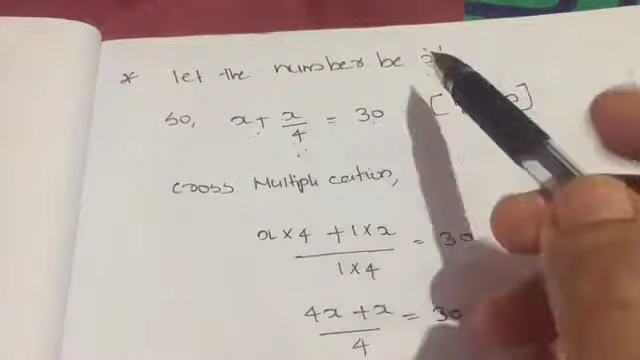 * let the number be
so, x + x/4 = 30 [
cross Multiplication,
x×4 + 1×x / 1×4 = 30
4x + x / 4 = 30